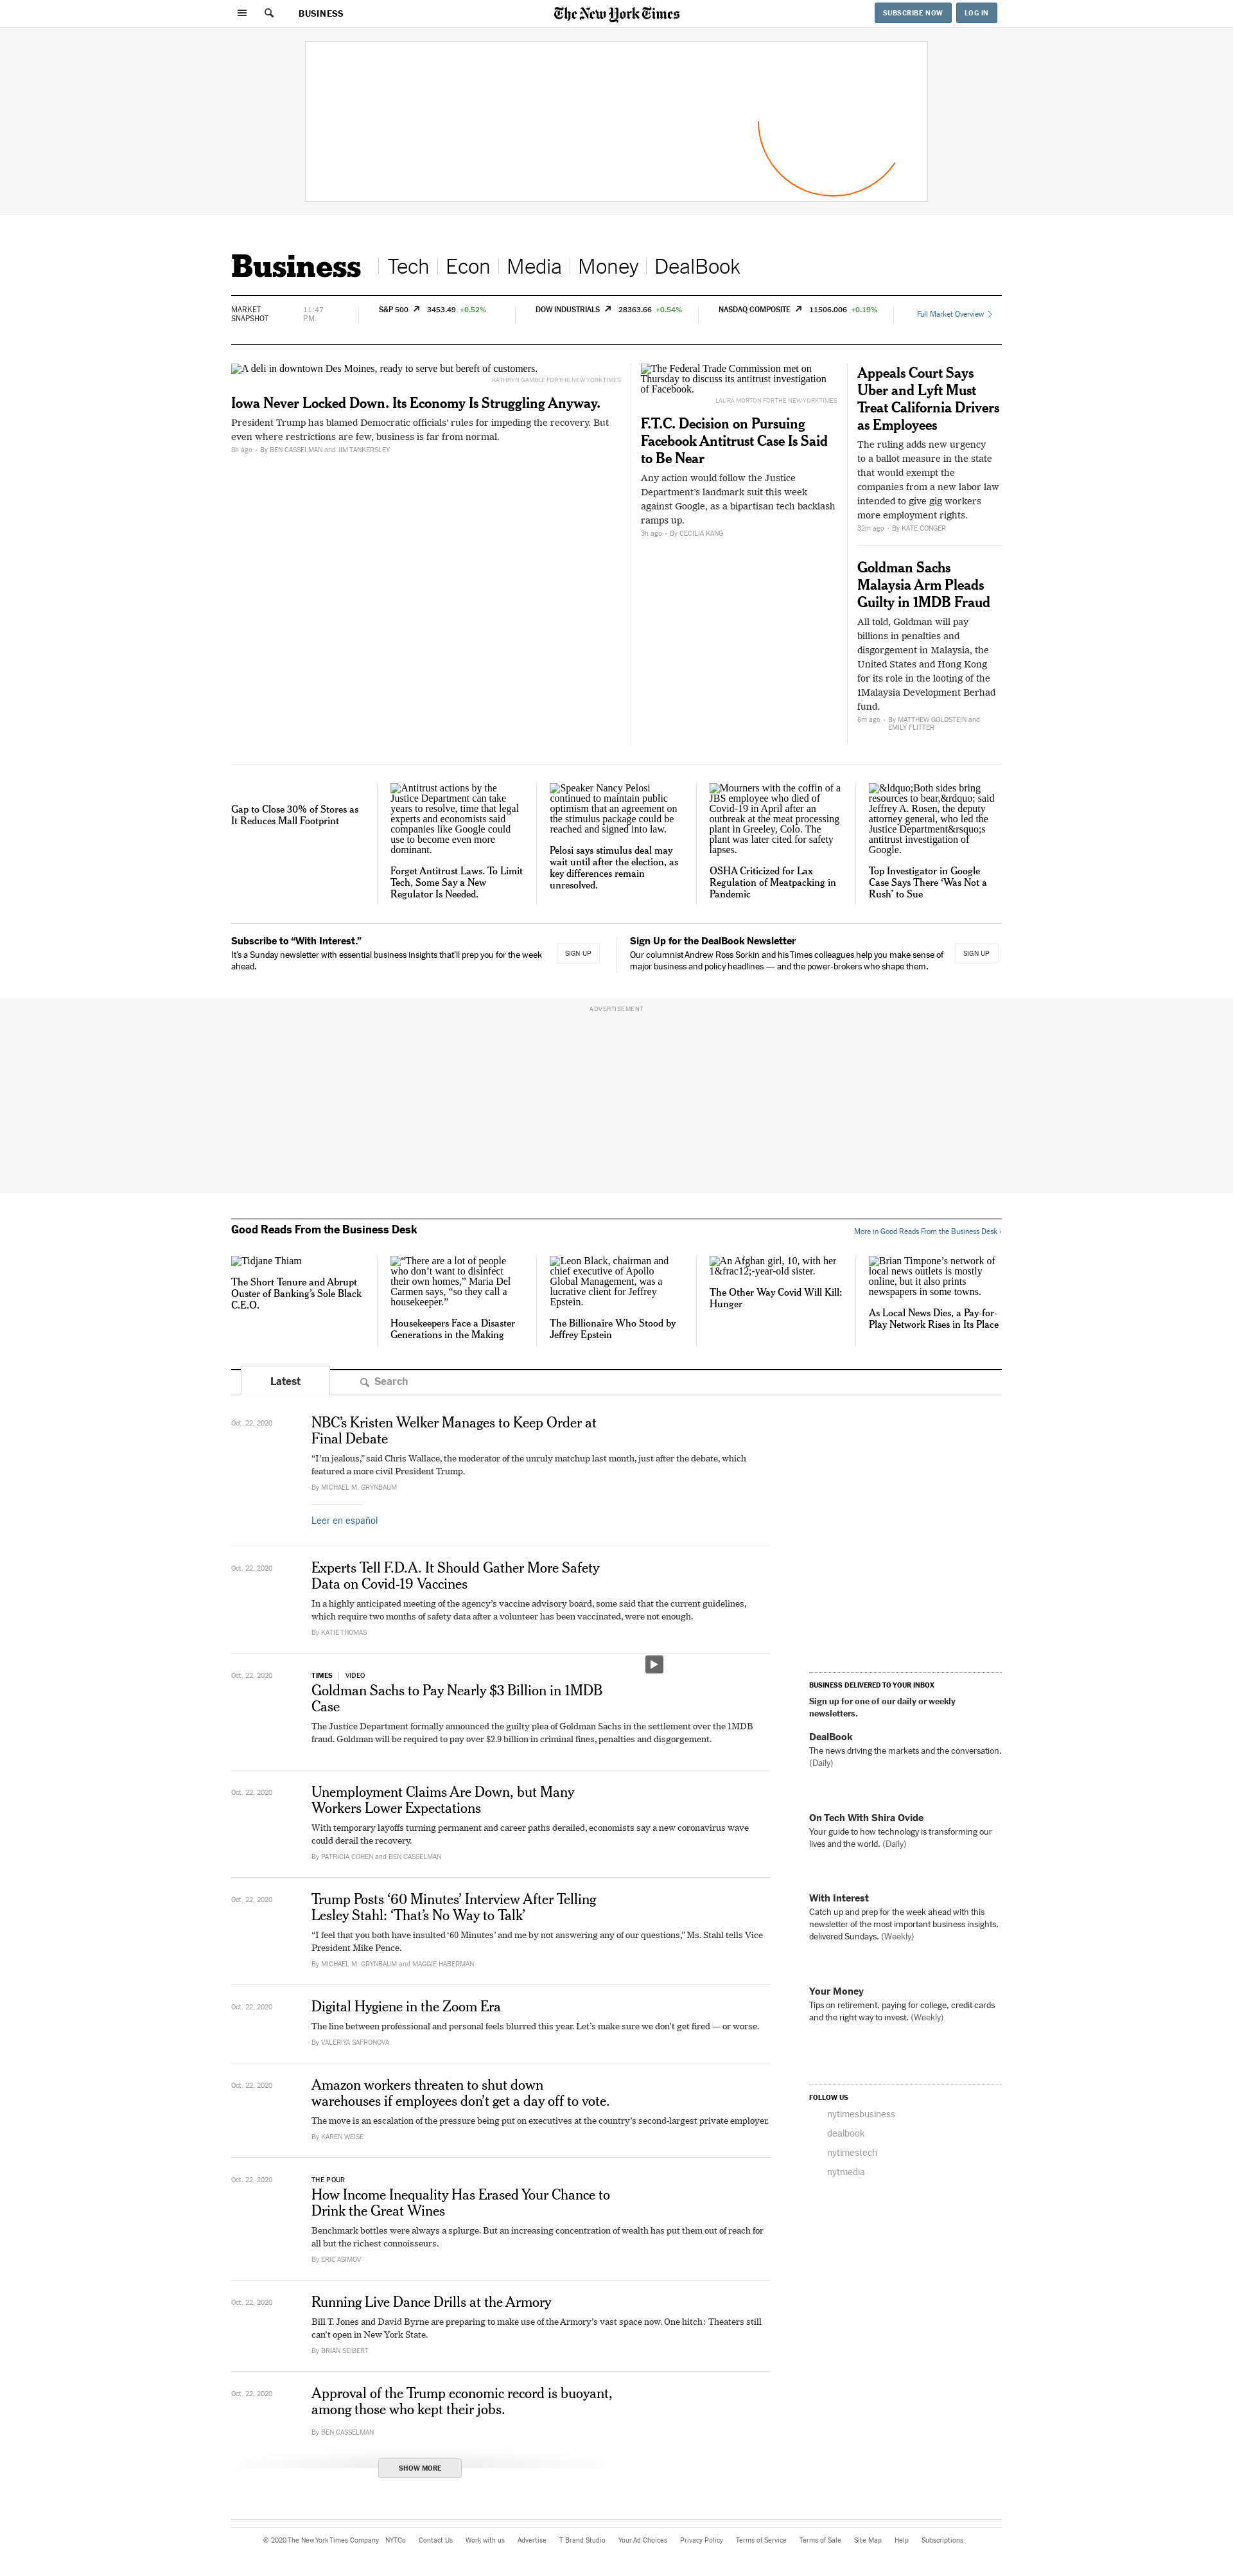 BUSINESS
The New York Times
SUBSCRIBE NOW
LOG IN
Business
Tech
Econ
Media
Money
DealBook
MARKET
SNAPSHOT
11:47
P.M.
S&P 500 3453.49 +0.52%
DOW INDUSTRIALS 28363.66 +0.54%
NASDAQ COMPOSITE 11506.006 +0.19%
Full Market Overview
A deli in downtown Des Moines, ready to serve but bereft of customers.
KATHRYN GAMBLE FOR THE NEW YORK TIMES
Iowa Never Locked Down. Its Economy Is Struggling Anyway.
President Trump has blamed Democratic officials’ rules for impeding the recovery. But
even where restrictions are few, business is far from normal.
8h ago - By BEN CASSELMAN and JIM TANKERSLEY
The Federal Trade Commission met on
Thursday to discuss its antitrust investigation
of Facebook.
LAURA MORTON FOR THE NEW YORK TIMES
F.T.C. Decision on Pursuing
Facebook Antitrust Case Is Said
to Be Near
Any action would follow the Justice
Department’s landmark suit this week
against Google, as a bipartisan tech backlash
ramps up.
3h ago - By CECILIA KANG
Appeals Court Says
Uber and Lyft Must
Treat California Drivers
as Employees
The ruling adds new urgency
to a ballot measure in the state
that would exempt the
companies from a new labor law
intended to give gig workers
more employment rights.
32m ago - By KATE CONGER
Goldman Sachs
Malaysia Arm Pleads
Guilty in 1MDB Fraud
All told, Goldman will pay
billions in penalties and
disgorgement in Malaysia, the
United States and Hong Kong
for its role in the looting of the
1Malaysia Development Berhad
fund.
6m ago - By MATTHEW GOLDSTEIN and
EMILY FLITTER
Gap to Close 30% of Stores as
It Reduces Mall Footprint
Antitrust actions by the
Justice Department can take
years to resolve, time that legal
experts and economists said
companies like Google could
use to become even more
dominant.
Forget Antitrust Laws. To Limit
Tech, Some Say a New
Regulator Is Needed.
Speaker Nancy Pelosi
continued to maintain public
optimism that an agreement on
the stimulus package could be
reached and signed into law.
Pelosi says stimulus deal may
wait until after the election, as
key differences remain
unresolved.
Mourners with the coffin of a
JBS employee who died of
Covid-19 in April after an
outbreak at the meat processing
plant in Greeley, Colo. The
plant was later cited for safety
lapses.
OSHA Criticized for Lax
Regulation of Meatpacking in
Pandemic
&ldquo;Both sides bring
resources to bear,&rdquo; said
Jeffrey A. Rosen, the deputy
attorney general, who led the
Justice Department&rsquo;s
antitrust investigation of
Google.
Top Investigator in Google
Case Says There ‘Was Not a
Rush’ to Sue
Subscribe to “With Interest.”
It’s a Sunday newsletter with essential business insights that’ll prep you for the week
ahead.
SIGN UP
Sign Up for the DealBook Newsletter
Our columnist Andrew Ross Sorkin and his Times colleagues help you make sense of
major business and policy headlines — and the power-brokers who shape them.
SIGN UP
ADVERTISEMENT
Good Reads From the Business Desk
More in Good Reads From the Business Desk ›
Tidjane Thiam
The Short Tenure and Abrupt
Ouster of Banking’s Sole Black
C.E.O.
“There are a lot of people
who don’t want to disinfect
their own homes,” Maria Del
Carmen says, “so they call a
housekeeper.”
Housekeepers Face a Disaster
Generations in the Making
Leon Black, chairman and
chief executive of Apollo
Global Management, was a
lucrative client for Jeffrey
Epstein.
The Billionaire Who Stood by
Jeffrey Epstein
An Afghan girl, 10, with her
1&frac12;-year-old sister.
The Other Way Covid Will Kill:
Hunger
Brian Timpone’s network of
local news outlets is mostly
online, but it also prints
newspapers in some towns.
As Local News Dies, a Pay-for-
Play Network Rises in Its Place
Latest
Search
Oct. 22, 2020
NBC’s Kristen Welker Manages to Keep Order at
Final Debate
“I’m jealous,” said Chris Wallace, the moderator of the unruly matchup last month, just after the debate, which
featured a more civil President Trump.
By MICHAEL M. GRYNBAUM
Leer en español
Oct. 22, 2020
Experts Tell F.D.A. It Should Gather More Safety
Data on Covid-19 Vaccines
In a highly anticipated meeting of the agency’s vaccine advisory board, some said that the current guidelines,
which require two months of safety data after a volunteer has been vaccinated, were not enough.
By KATIE THOMAS
Oct. 22, 2020
TIMES | VIDEO
Goldman Sachs to Pay Nearly $3 Billion in 1MDB
Case
The Justice Department formally announced the guilty plea of Goldman Sachs in the settlement over the 1MDB
fraud. Goldman will be required to pay over $2.9 billion in criminal fines, penalties and disgorgement.
Oct. 22, 2020
Unemployment Claims Are Down, but Many
Workers Lower Expectations
With temporary layoffs turning permanent and career paths derailed, economists say a new coronavirus wave
could derail the recovery.
By PATRICIA COHEN and BEN CASSELMAN
Oct. 22, 2020
Trump Posts ‘60 Minutes’ Interview After Telling
Lesley Stahl: ‘That’s No Way to Talk’
“I feel that you both have insulted ‘60 Minutes’ and me by not answering any of our questions,” Ms. Stahl tells Vice
President Mike Pence.
By MICHAEL M. GRYNBAUM and MAGGIE HABERMAN
Oct. 22, 2020
Digital Hygiene in the Zoom Era
The line between professional and personal feels blurred this year. Let’s make sure we don’t get fired — or worse.
By VALERIYA SAFRONOVA
Oct. 22, 2020
Amazon workers threaten to shut down
warehouses if employees don’t get a day off to vote.
The move is an escalation of the pressure being put on executives at the country’s second-largest private employer.
By KAREN WEISE
Oct. 22, 2020
THE POUR
How Income Inequality Has Erased Your Chance to
Drink the Great Wines
Benchmark bottles were always a splurge. But an increasing concentration of wealth has put them out of reach for
all but the richest connoisseurs.
By ERIC ASIMOV
Oct. 22, 2020
Running Live Dance Drills at the Armory
Bill T. Jones and David Byrne are preparing to make use of the Armory’s vast space now. One hitch: Theaters still
can’t open in New York State.
By BRIAN SEIBERT
Oct. 22, 2020
Approval of the Trump economic record is buoyant,
among those who kept their jobs.
By BEN CASSELMAN
SHOW MORE
BUSINESS DELIVERED TO YOUR INBOX
Sign up for one of our daily or weekly
newsletters.
DealBook
The news driving the markets and the conversation.
(Daily)
On Tech With Shira Ovide
Your guide to how technology is transforming our
lives and the world. (Daily)
With Interest
Catch up and prep for the week ahead with this
newsletter of the most important business insights,
delivered Sundays. (Weekly)
Your Money
Tips on retirement, paying for college, credit cards
and the right way to invest. (Weekly)
FOLLOW US
nytimesbusiness
dealbook
nytimestech
nytmedia
© 2020 The New York Times Company NYTCo Contact Us Work with us Advertise T Brand Studio Your Ad Choices Privacy Policy Terms of Service Terms of Sale Site Map Help Subscriptions